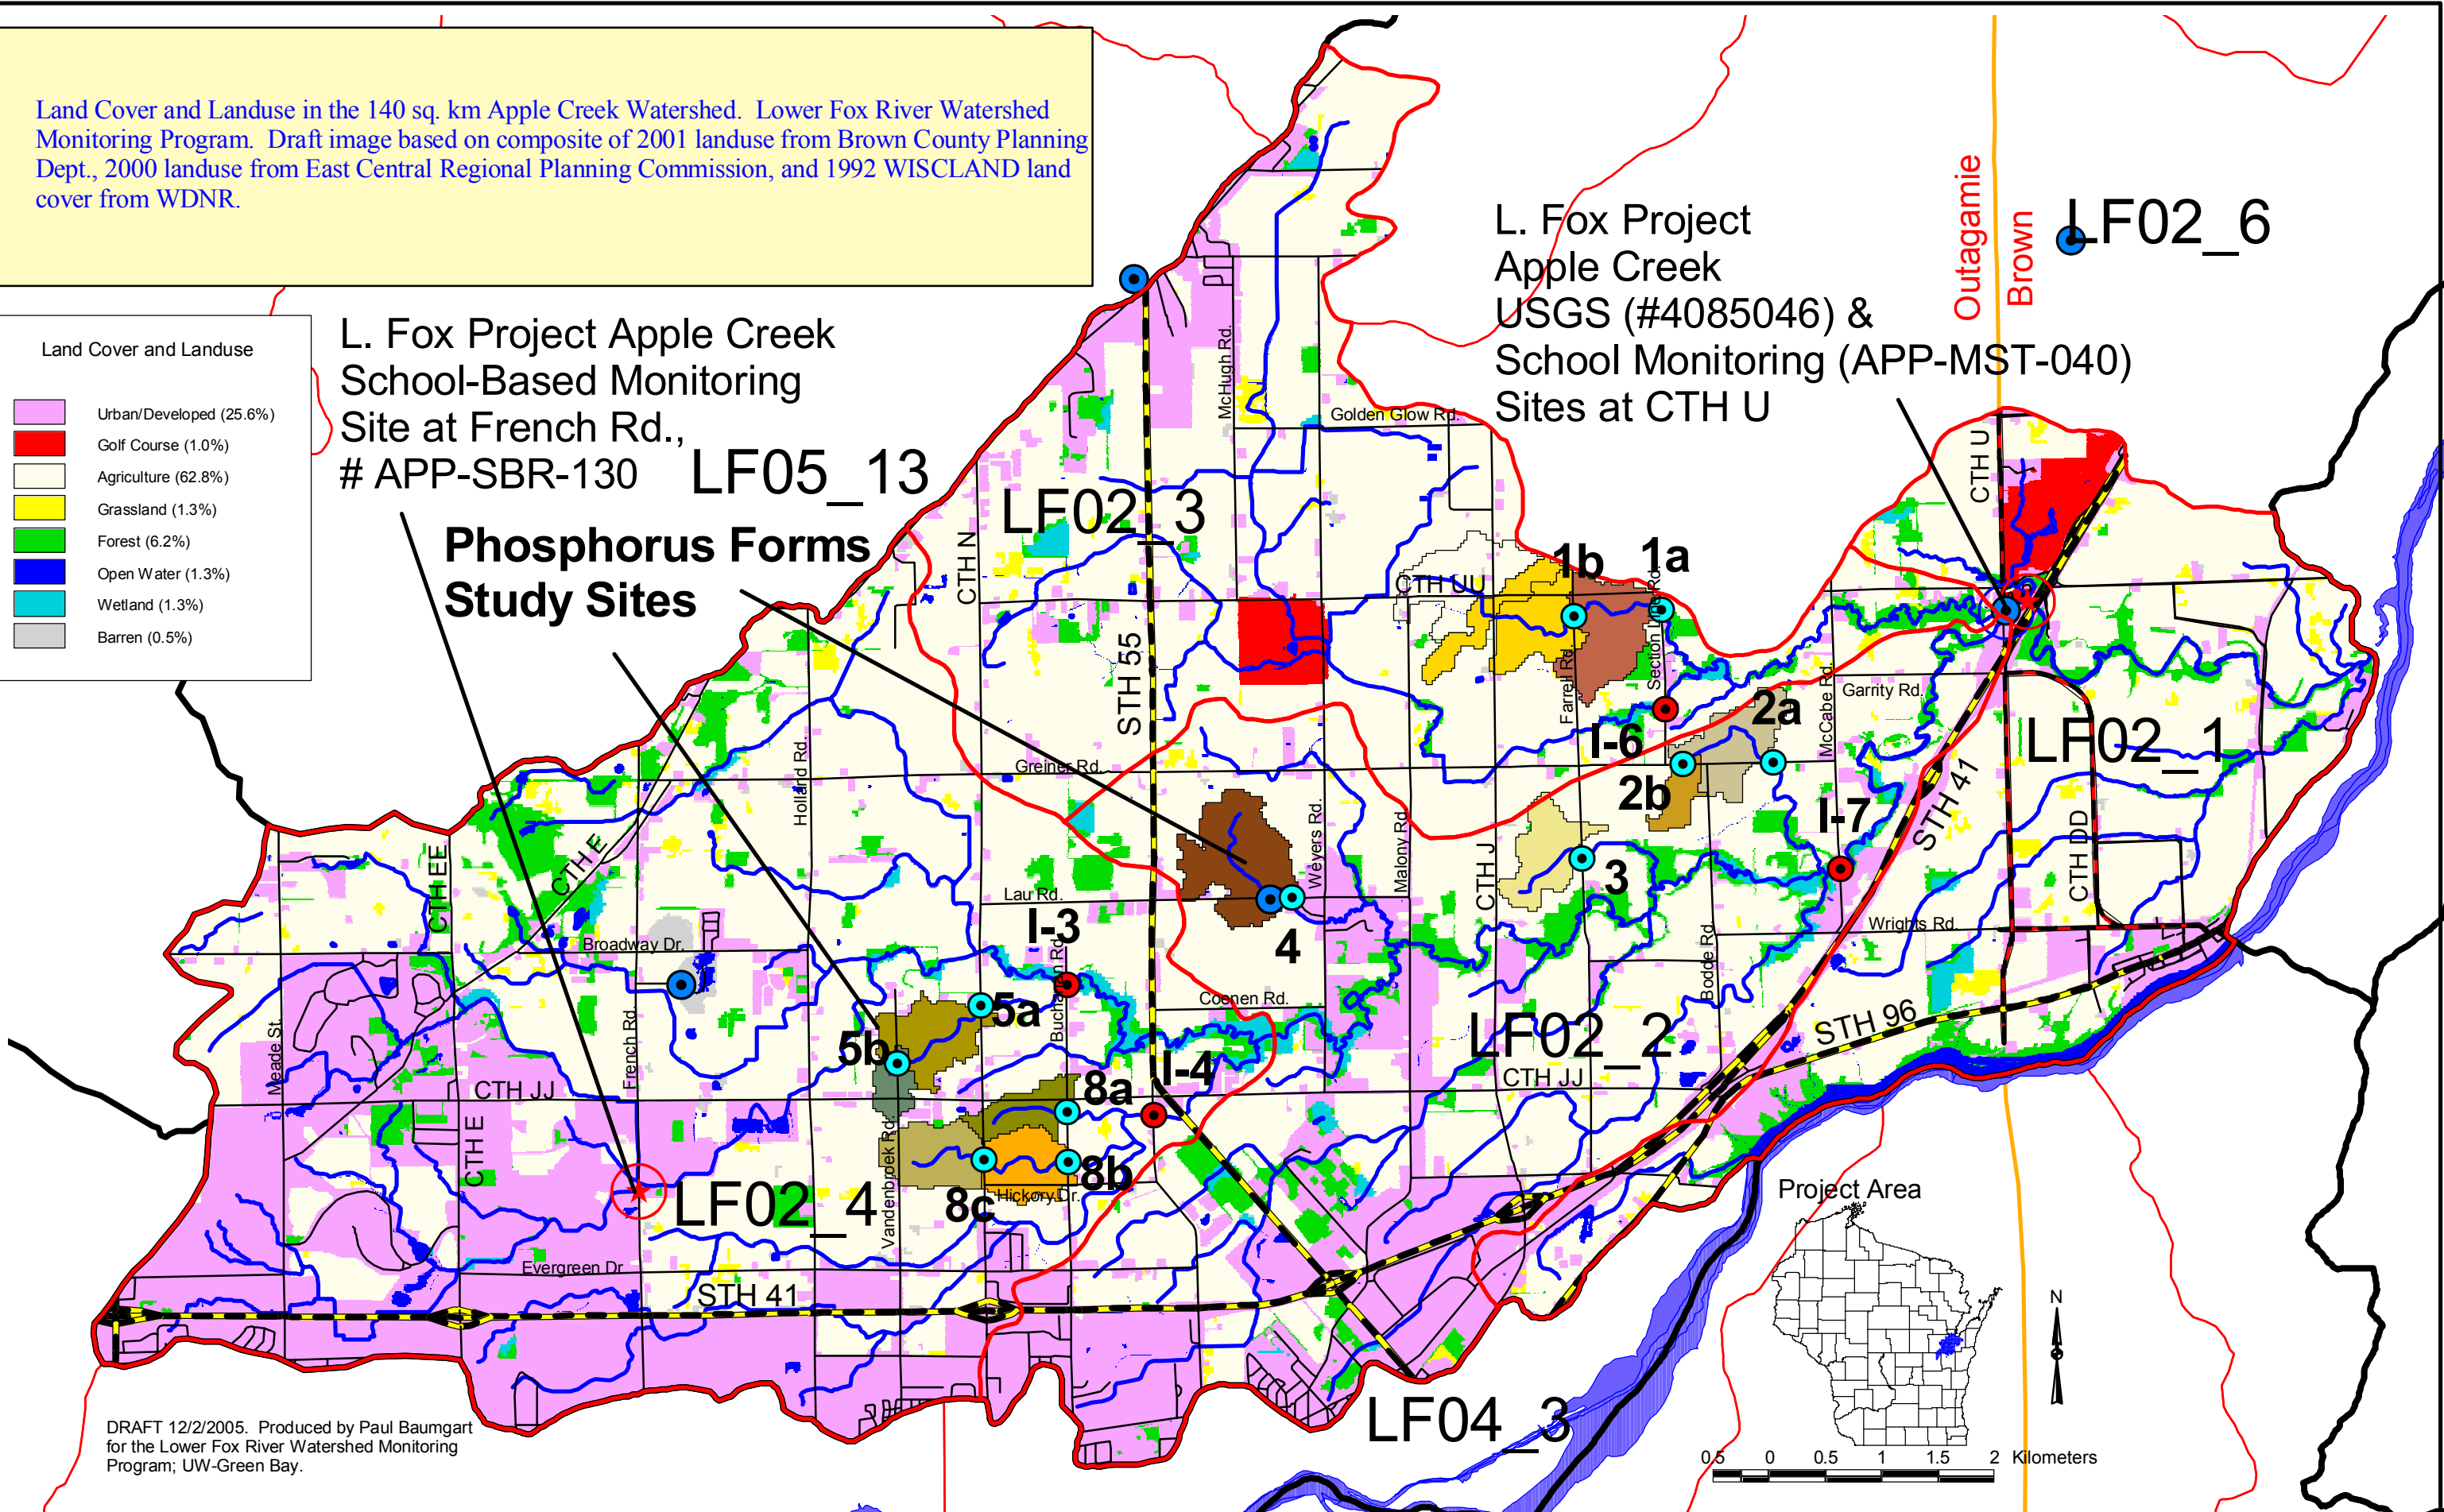 Land Cover and Landuse in the 140 sq. km Apple Creek Watershed. Lower Fox River Watershed
Monitoring Program. Draft image based on composite of 2001 landuse from Brown County Planning
Dept., 2000 landuse from East Central Regional Planning Commission, and 1992 WISCLAND land
cover from WDNR.
Land Cover and Landuse
Urban/Developed (25.6%)
Golf Course (1.0%)
Agriculture (62.8%)
Grassland (1.3%)
Forest (6.2%)
Open Water (1.3%)
Wetland (1.3%)
Barren (0.5%)
L. Fox Project Apple Creek
School-Based Monitoring
Site at French Rd.,
# APP-SBR-130
LF05_13
Phosphorus Forms
Study Sites
L. Fox Project
Apple Creek
USGS (#4085046) &
School Monitoring (APP-MST-040)
Sites at CTH U
Outagamie
Brown
LF02_6
McHugh Rd.
Golden Glow Rd.
CTH U
LF02_3
CTH N
CTH UU
1b
1a
Section Line Rd.
STH 55
Farrell Rd.
McCabe Rd.
Garrity Rd.
2a
I-6
2b
LF02_1
Holland Rd.
Greiner Rd.
I-7
STH 41
CTH DD
CTH EE
CTH E
Lau Rd.
Weyers Rd.
Malony Rd.
CTH J
3
4
Wrights Rd.
Broadway Dr.
I-3
Buchanan Rd.
Bodde Rd.
Coenen Rd.
5a
5b
Meade St.
French Rd.
STH 96
LF02_2
CTH JJ
CTH JJ
8a
I-4
CTH E
8b
8c
Hickory Dr.
Vandenbroek Rd.
LF02_4
Evergreen Dr
STH 41
LF04_3
Project Area
N
0.5 0 0.5 1 1.5 2 Kilometers
DRAFT 12/2/2005. Produced by Paul Baumgart
for the Lower Fox River Watershed Monitoring
Program; UW-Green Bay.